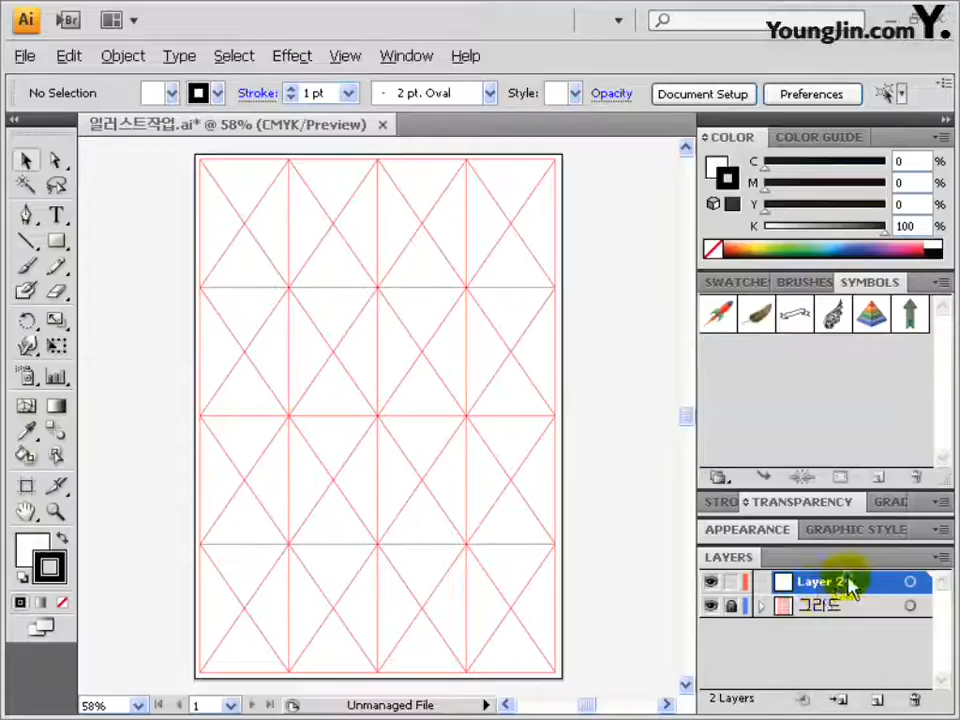 Ai Br
YoungJin.com Y.
File Edit Object Type Select Effect View Window Help
No Selection Stroke: 1 pt 2 pt. Oval Style: Opacity Document Setup Preferences
일러스트작업.ai* @ 58% (CMYK/Preview)
COLOR COLOR GUIDE
C 0 %
M 0 %
Y 0 %
K 100 %
SWATCHE BRUSHES SYMBOLS
STRO TRANSPARENCY GRAD
APPEARANCE GRAPHIC STYLE
LAYERS
Layer 2
그리드
2 Layers
58% 1 Unmanaged File